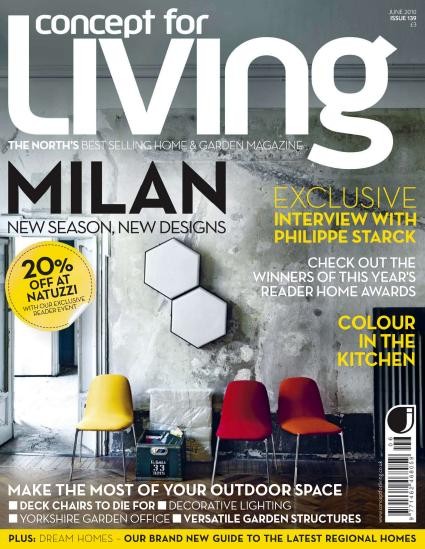 concept for
LIVING
JUNE 2010
ISSUE 139
£3
THE NORTH'S BEST SELLING HOME & GARDEN MAGAZINE
MILAN
NEW SEASON, NEW DESIGNS
EXCLUSIVE
INTERVIEW WITH
PHILIPPE STARCK
CHECK OUT THE
WINNERS OF THIS YEAR'S
READER HOME AWARDS
20%
OFF AT
NATUZZI
WITH OUR EXCLUSIVE
READER EVENT
COLOUR
IN THE
KITCHEN
MAKE THE MOST OF YOUR OUTDOOR SPACE
■ DECK CHAIRS TO DIE FOR ■ DECORATIVE LIGHTING
■ YORKSHIRE GARDEN OFFICE ■ VERSATILE GARDEN STRUCTURES
PLUS: DREAM HOMES – OUR BRAND NEW GUIDE TO THE LATEST REGIONAL HOMES
06